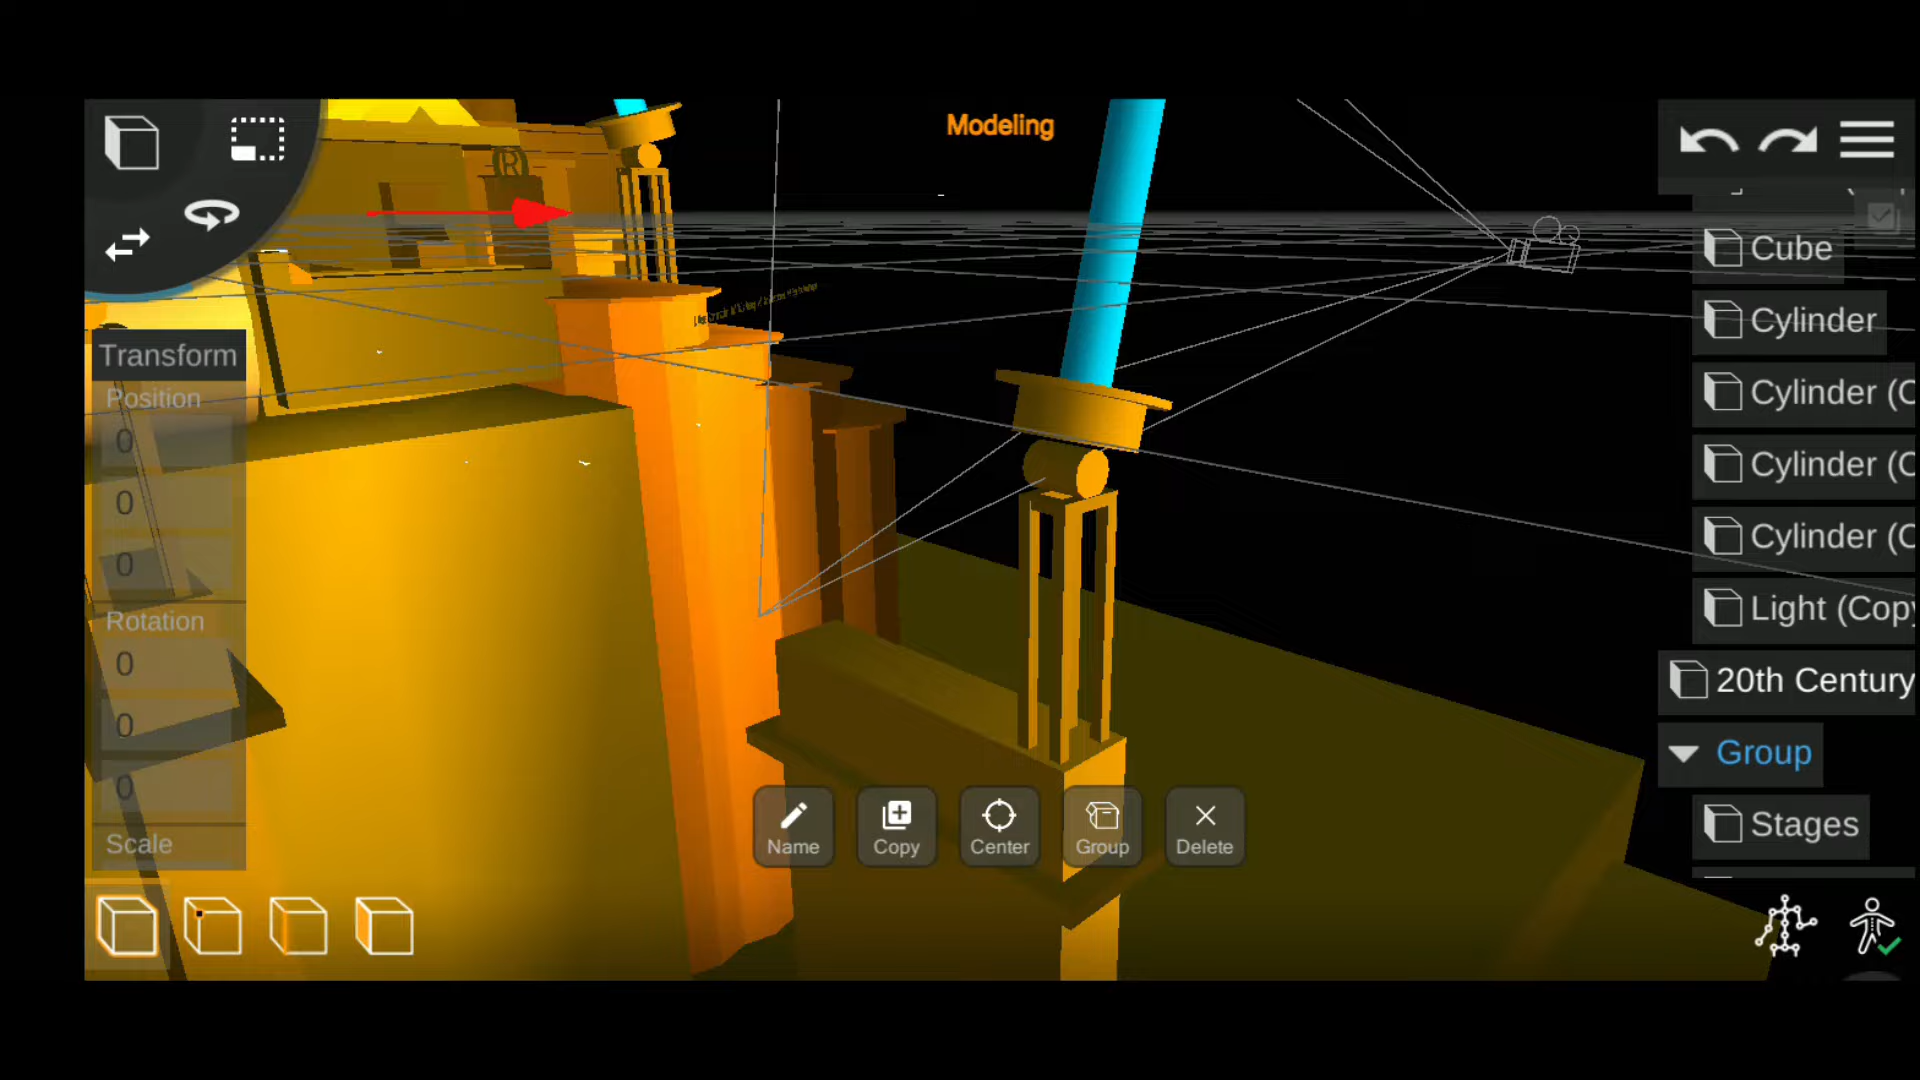 Modeling
®
Transform
Position
0
0
0
Rotation
0
0
0
Scale
Name
Copy
Center
Group
Delete
Cube
Cylinder
Cylinder (C
Cylinder (C
Cylinder (C
Light (Copy
20th Century
Group
Stages